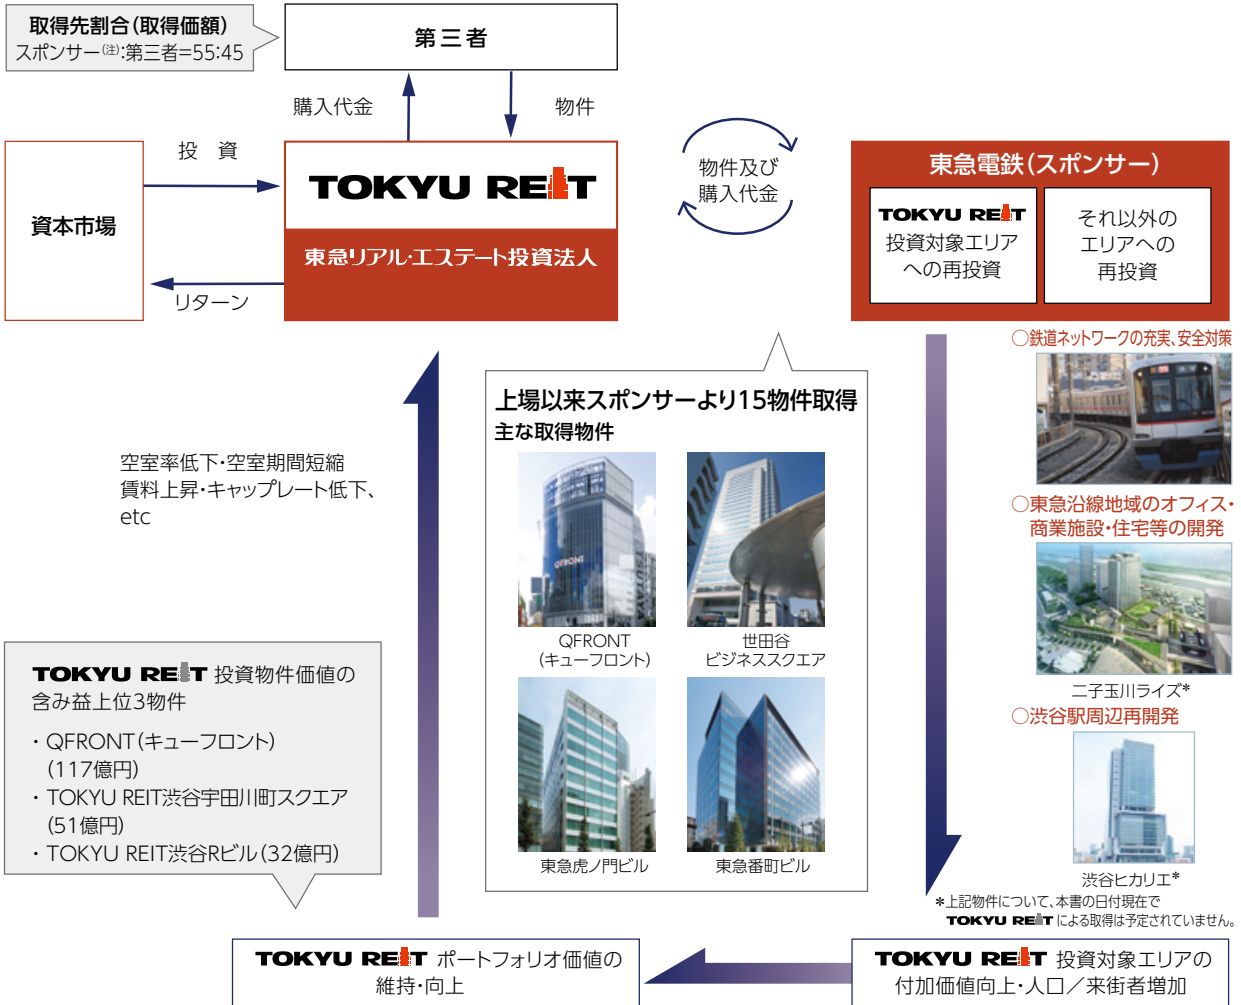 取得先割合(取得価額)
スポンサー(注):第三者=55:45
第三者
購入代金
物件
投 資
資本市場
リターン
TOKYU REIT
東急リアル・エステート投資法人
物件及び
購入代金
東急電鉄(スポンサー)
TOKYU REIT
投資対象エリア
への再投資
それ以外の
エリアへの
再投資
○鉄道ネットワークの充実、安全対策
○東急沿線地域のオフィス・
商業施設・住宅等の開発
二子玉川ライズ*
○渋谷駅周辺再開発
渋谷ヒカリエ*
*上記物件について、本書の日付現在で
TOKYU REITによる取得は予定されていません。
上場以来スポンサーより15物件取得
主な取得物件
QFRONT
TSUTAYA
QFRONT
(キューフロント)
世田谷
ビジネススクエア
東急虎ノ門ビル
東急番町ビル
空室率低下・空室期間短縮
賃料上昇・キャップレート低下、
etc
TOKYU REIT 投資物件価値の
含み益上位3物件
・QFRONT(キューフロント)
(117億円)
・TOKYU REIT渋谷宇田川町スクエア
(51億円)
・TOKYU REIT渋谷Rビル(32億円)
TOKYU REIT ポートフォリオ価値の
維持・向上
TOKYU REIT 投資対象エリアの
付加価値向上・人口/来街者増加